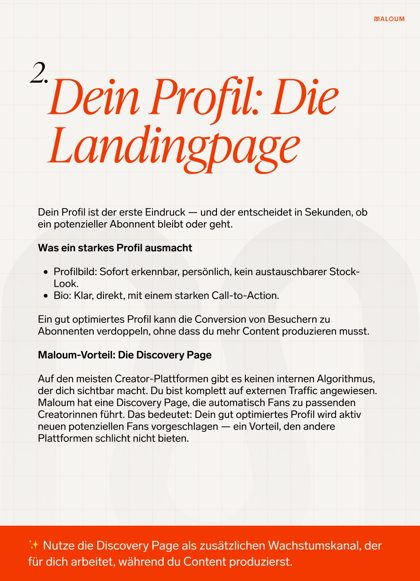 MALOUM
2.
Dein Profil: Die
Landingpage
Dein Profil ist der erste Eindruck — und der entscheidet in Sekunden, ob
ein potenzieller Abonnent bleibt oder geht.
Was ein starkes Profil ausmacht
• Profilbild: Sofort erkennbar, persönlich, kein austauschbarer Stock-
Look.
• Bio: Klar, direkt, mit einem starken Call-to-Action.
Ein gut optimiertes Profil kann die Conversion von Besuchern zu
Abonnenten verdoppeln, ohne dass du mehr Content produzieren musst.
Maloum-Vorteil: Die Discovery Page
Auf den meisten Creator-Plattformen gibt es keinen internen Algorithmus,
der dich sichtbar macht. Du bist komplett auf externen Traffic angewiesen.
Maloum hat eine Discovery Page, die automatisch Fans zu passenden
Creatorinnen führt. Das bedeutet: Dein gut optimiertes Profil wird aktiv
neuen potenziellen Fans vorgeschlagen — ein Vorteil, den andere
Plattformen schlicht nicht bieten.
✨ Nutze die Discovery Page als zusätzlichen Wachstumskanal, der
für dich arbeitet, während du Content produzierst.